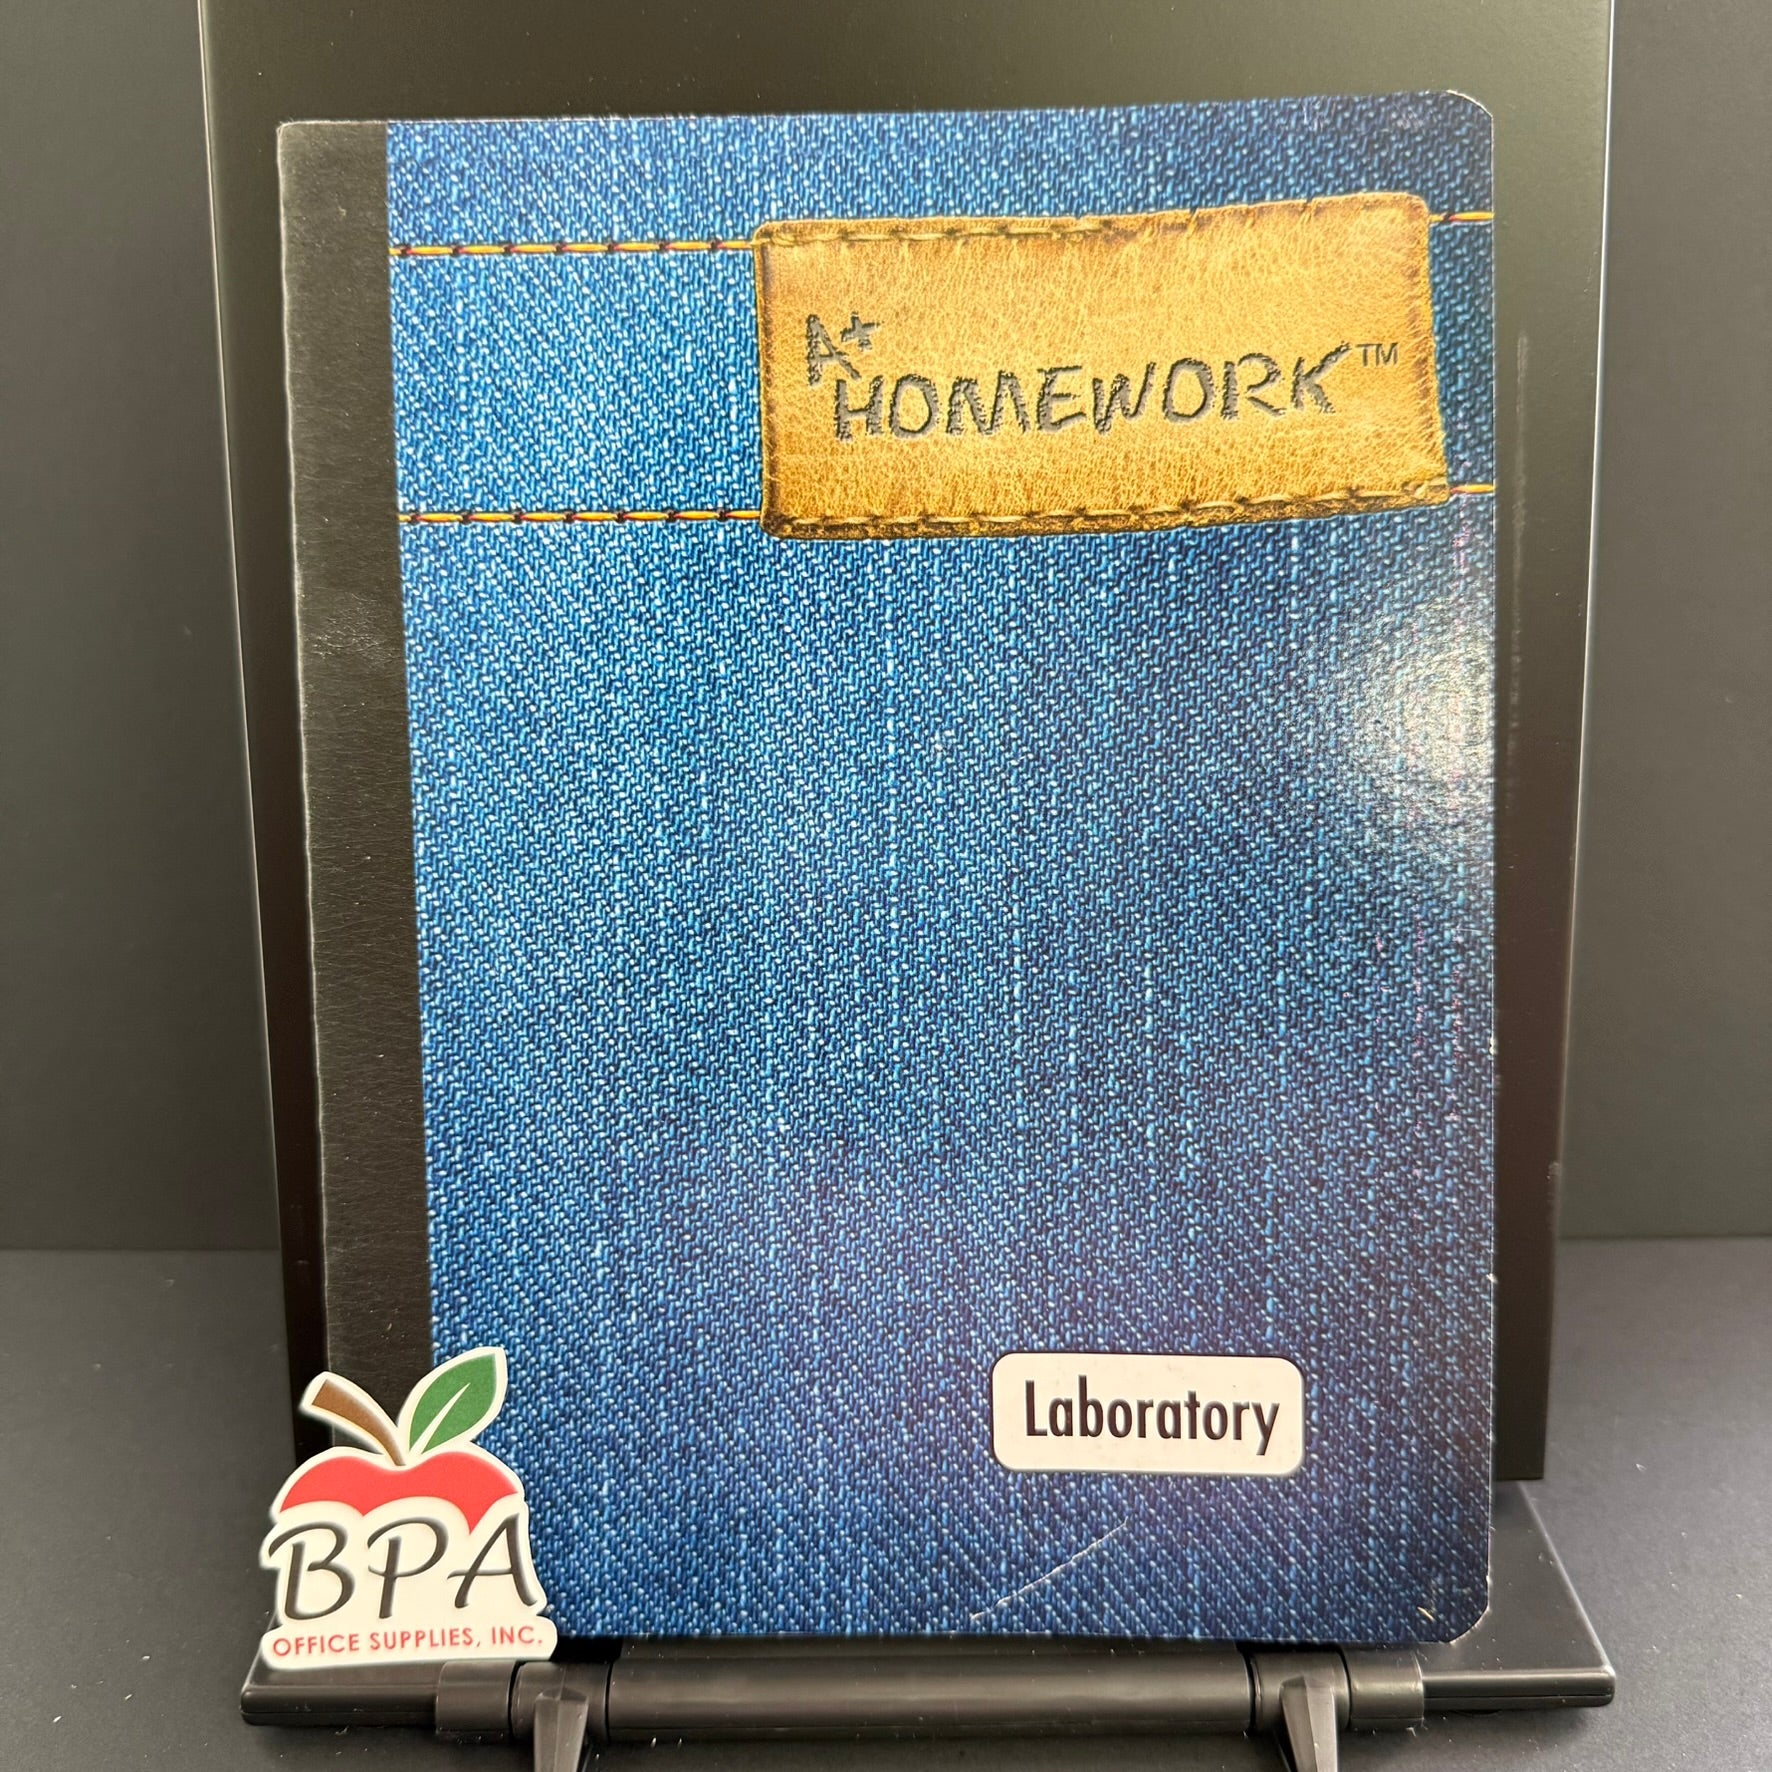 A+
HOMEWORK™
Laboratory
BPA
OFFICE SUPPLIES, INC.